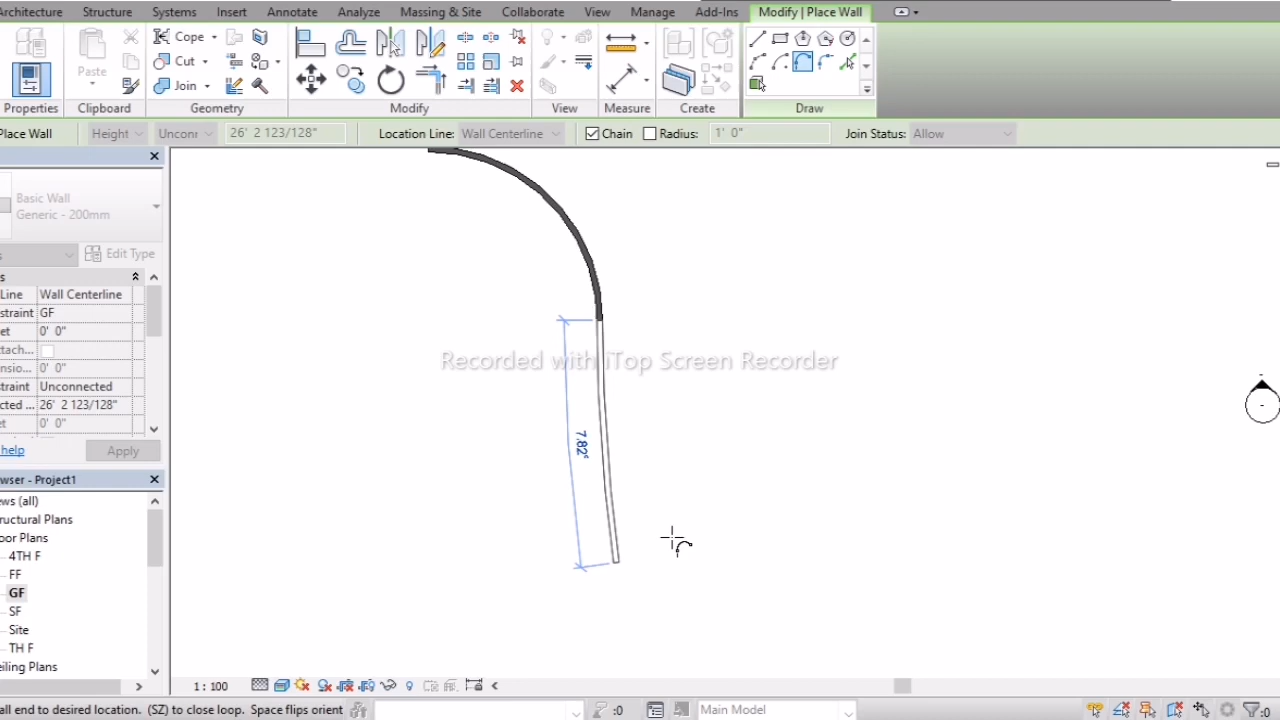 Architecture Structure Systems Insert Annotate Analyze Massing & Site Collaborate View Manage Add-Ins Modify | Place Wall
Paste
Cope
Cut
Join
Properties Clipboard Geometry Modify View Measure Create Draw
Place Wall Height Uncon 26' 2 123/128" Location Line: Wall Centerline Chain Radius: 1' 0" Join Status: Allow
Basic Wall
Generic - 200mm
s Edit Type
s
Line Wall Centerline
straint GF
et 0' 0"
ttach...
nsio... 0' 0"
straint Unconnected
cted ... 26' 2 123/128"
et 0' 0"
help Apply
wser - Project1
ews (all)
ructural Plans
oor Plans
4TH F
FF
GF
SF
Site
TH F
eiling Plans
7.82°
Recorded with iTop Screen Recorder
1 : 100
all end to desired location. (SZ) to close loop. Space flips orient :0 Main Model :0